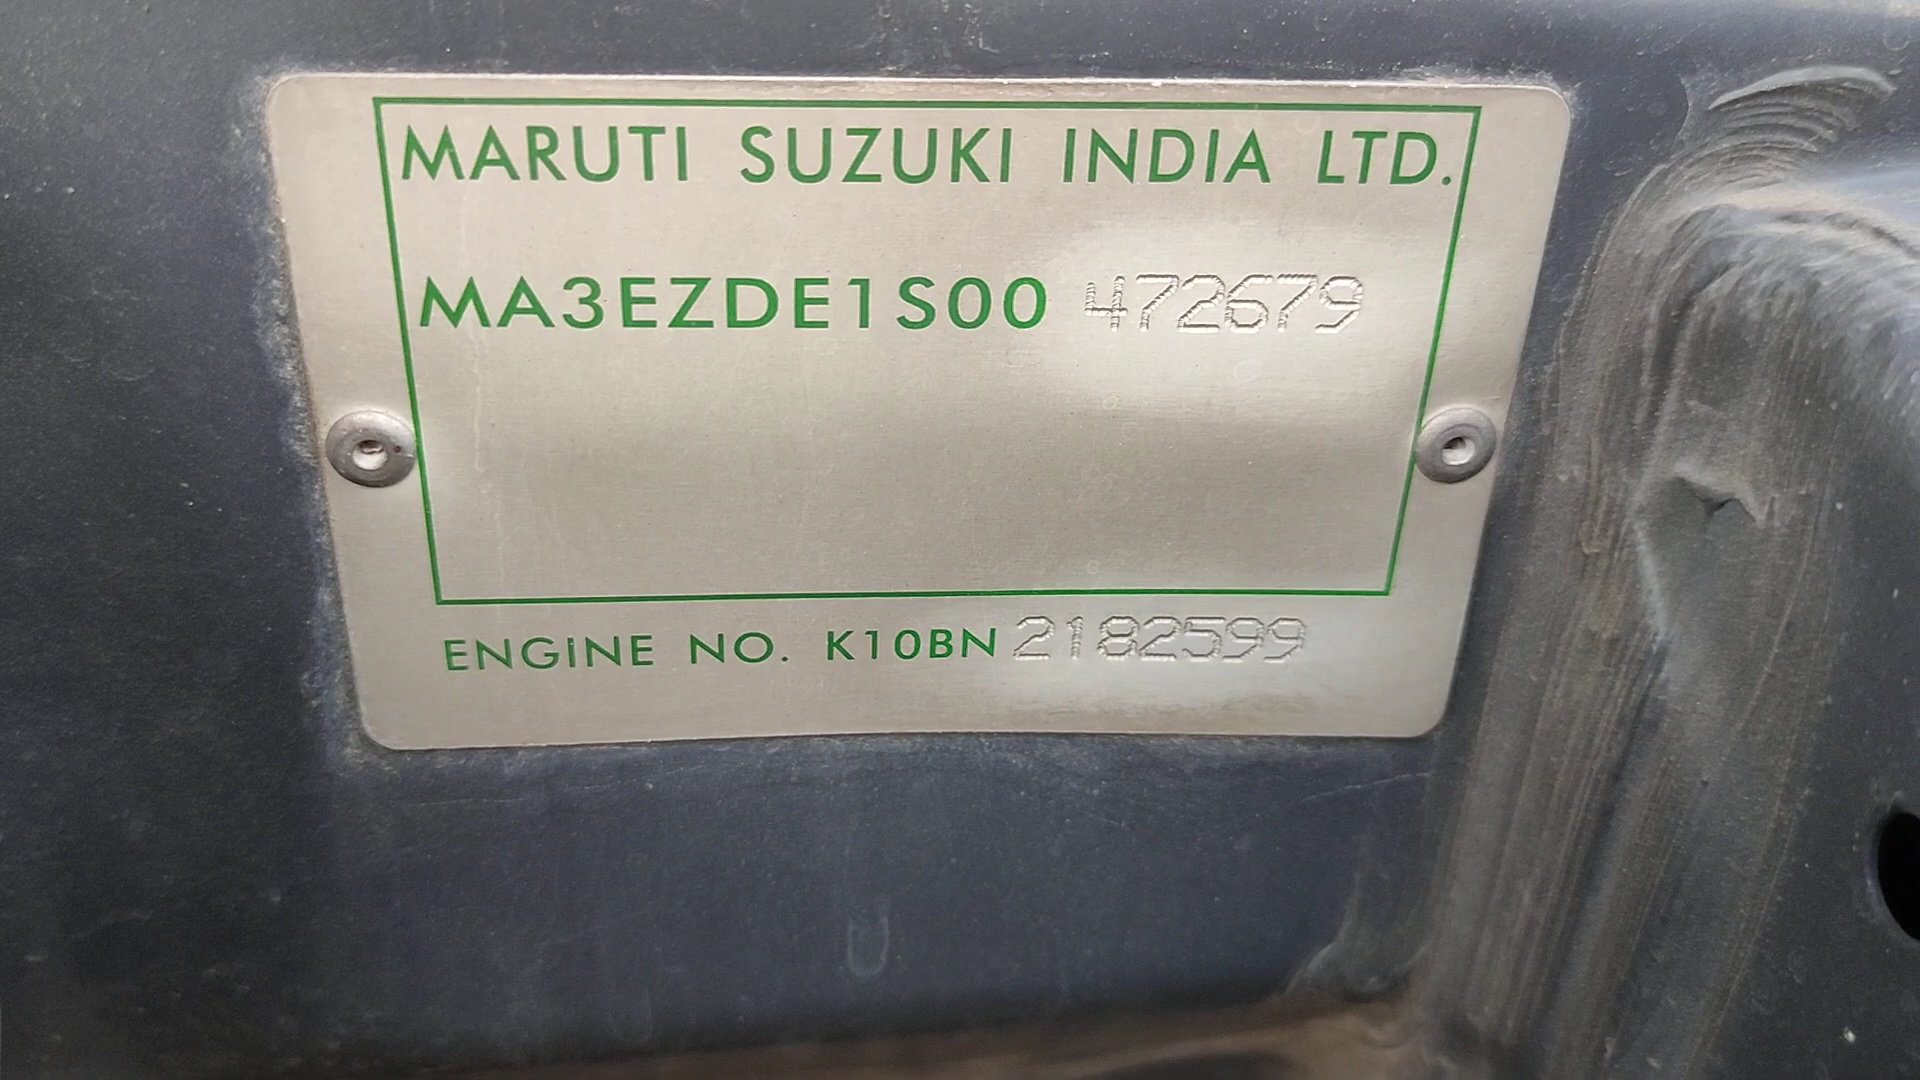 MARUTI SUZUKI INDIA LTD.
MA3EZDE1S00 472679
ENGINE NO. K10BN 2182599